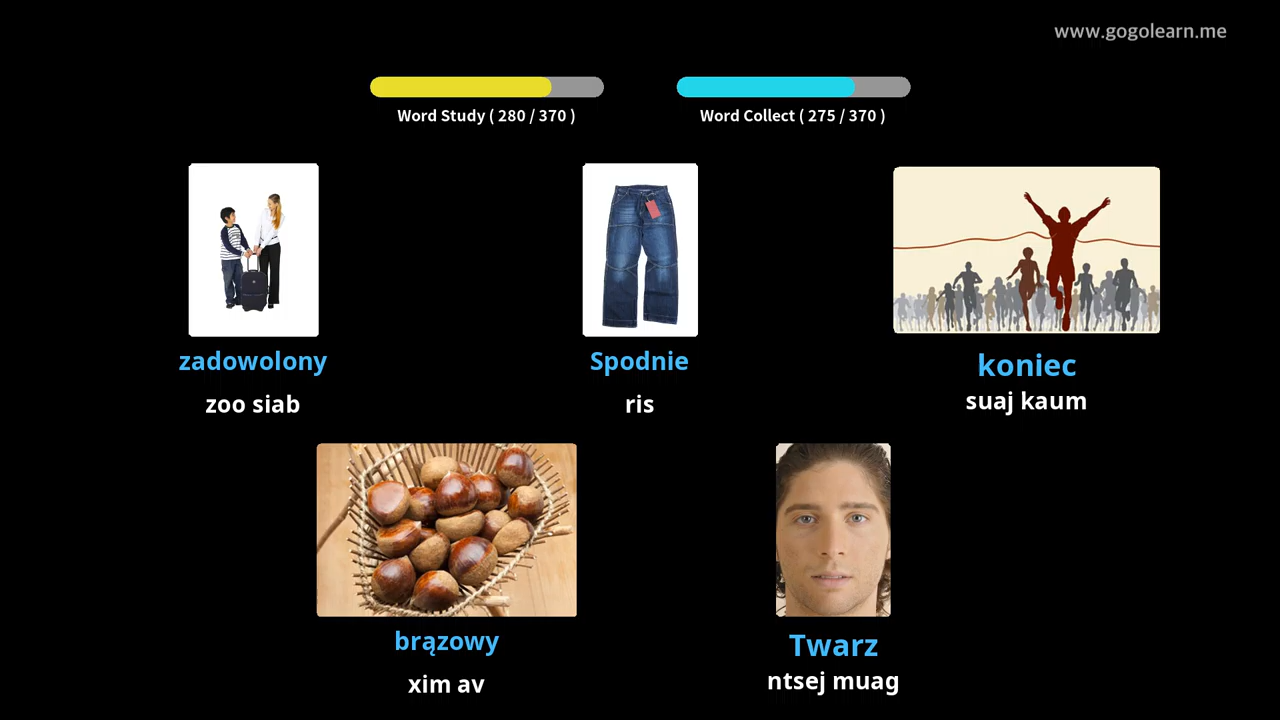 www.gogolearn.me
Word Study ( 280 / 370 )
Word Collect ( 275 / 370 )
zadowolony
zoo siab
Spodnie
ris
koniec
suaj kaum
brązowy
xim av
Twarz
ntsej muag